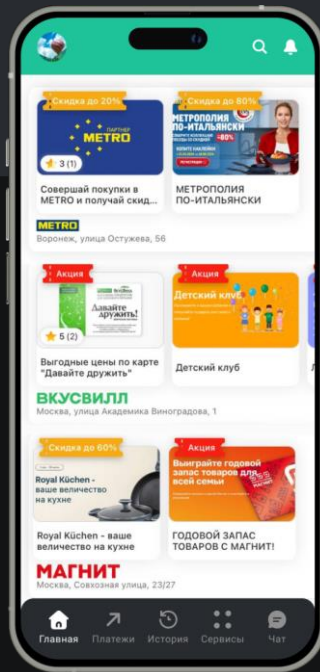 Скидка до 20%
Скидка до 80%
ПАРТНЕР
METRO
3 (1)
МЕТРОПОЛИЯ
ПО-ИТАЛЬЯНСКИ
-80%
Совершай покупки в
METRO и получай скид...
МЕТРОПОЛИЯ
ПО-ИТАЛЬЯНСКИ
METRO
Воронеж, улица Остужева, 56
Акция
Акция
Давайте
дружить!
5 (2)
Детский клуб
Выгодные цены по карте
"Давайте дружить"
Детский клуб
ВКУСВИЛЛ
Москва, улица Академика Виноградова, 1
Скидка до 60%
Акция
Royal Küchen -
ваше величество
на кухне
Выиграйте годовой
запас товаров для
всей семьи
Royal Küchen - ваше
величество на кухне
ГОДОВОЙ ЗАПАС
ТОВАРОВ С МАГНИТ!
МАГНИТ
Москва, Совхозная улица, 23/27
Главная
Платежи
История
Сервисы
Чат